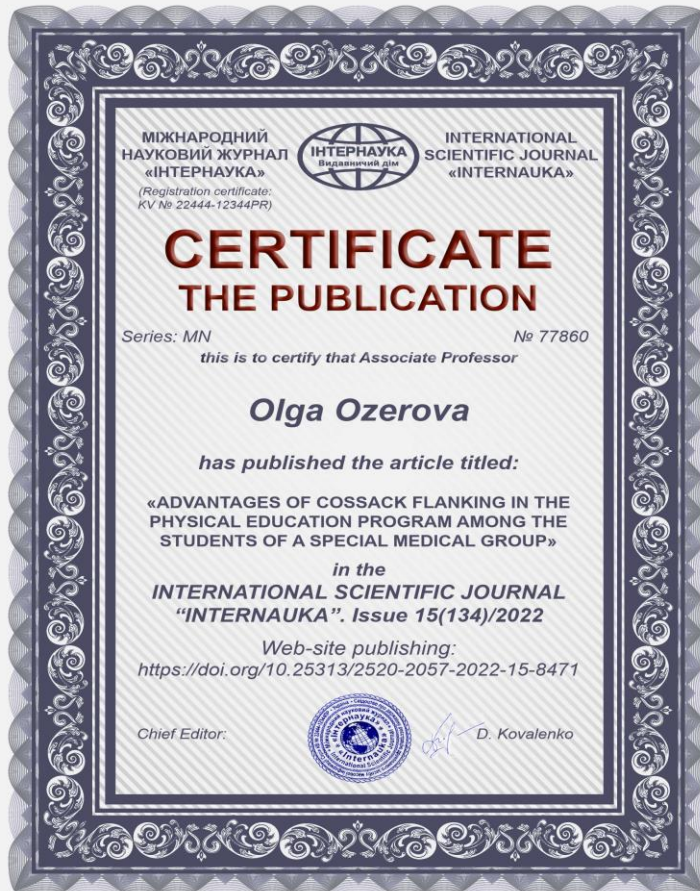 МІЖНАРОДНИЙ
НАУКОВИЙ ЖУРНАЛ
«ІНТЕРНАУКА»
(Registration certificate:
KV № 22444-12344PR)
ІНТЕРНАУКА
Видавничий дім
INTERNATIONAL
SCIENTIFIC JOURNAL
«INTERNAUKA»
CERTIFICATE
THE PUBLICATION
Series: MN № 77860
this is to certify that Associate Professor
Olga Ozerova
has published the article titled:
«ADVANTAGES OF COSSACK FLANKING IN THE
PHYSICAL EDUCATION PROGRAM AMONG THE
STUDENTS OF A SPECIAL MEDICAL GROUP»
in the
INTERNATIONAL SCIENTIFIC JOURNAL
“INTERNAUKA”. Issue 15(134)/2022
Web-site publishing:
https://doi.org/10.25313/2520-2057-2022-15-8471
Chief Editor: D. Kovalenko
«Інтернаука»
International Scientific